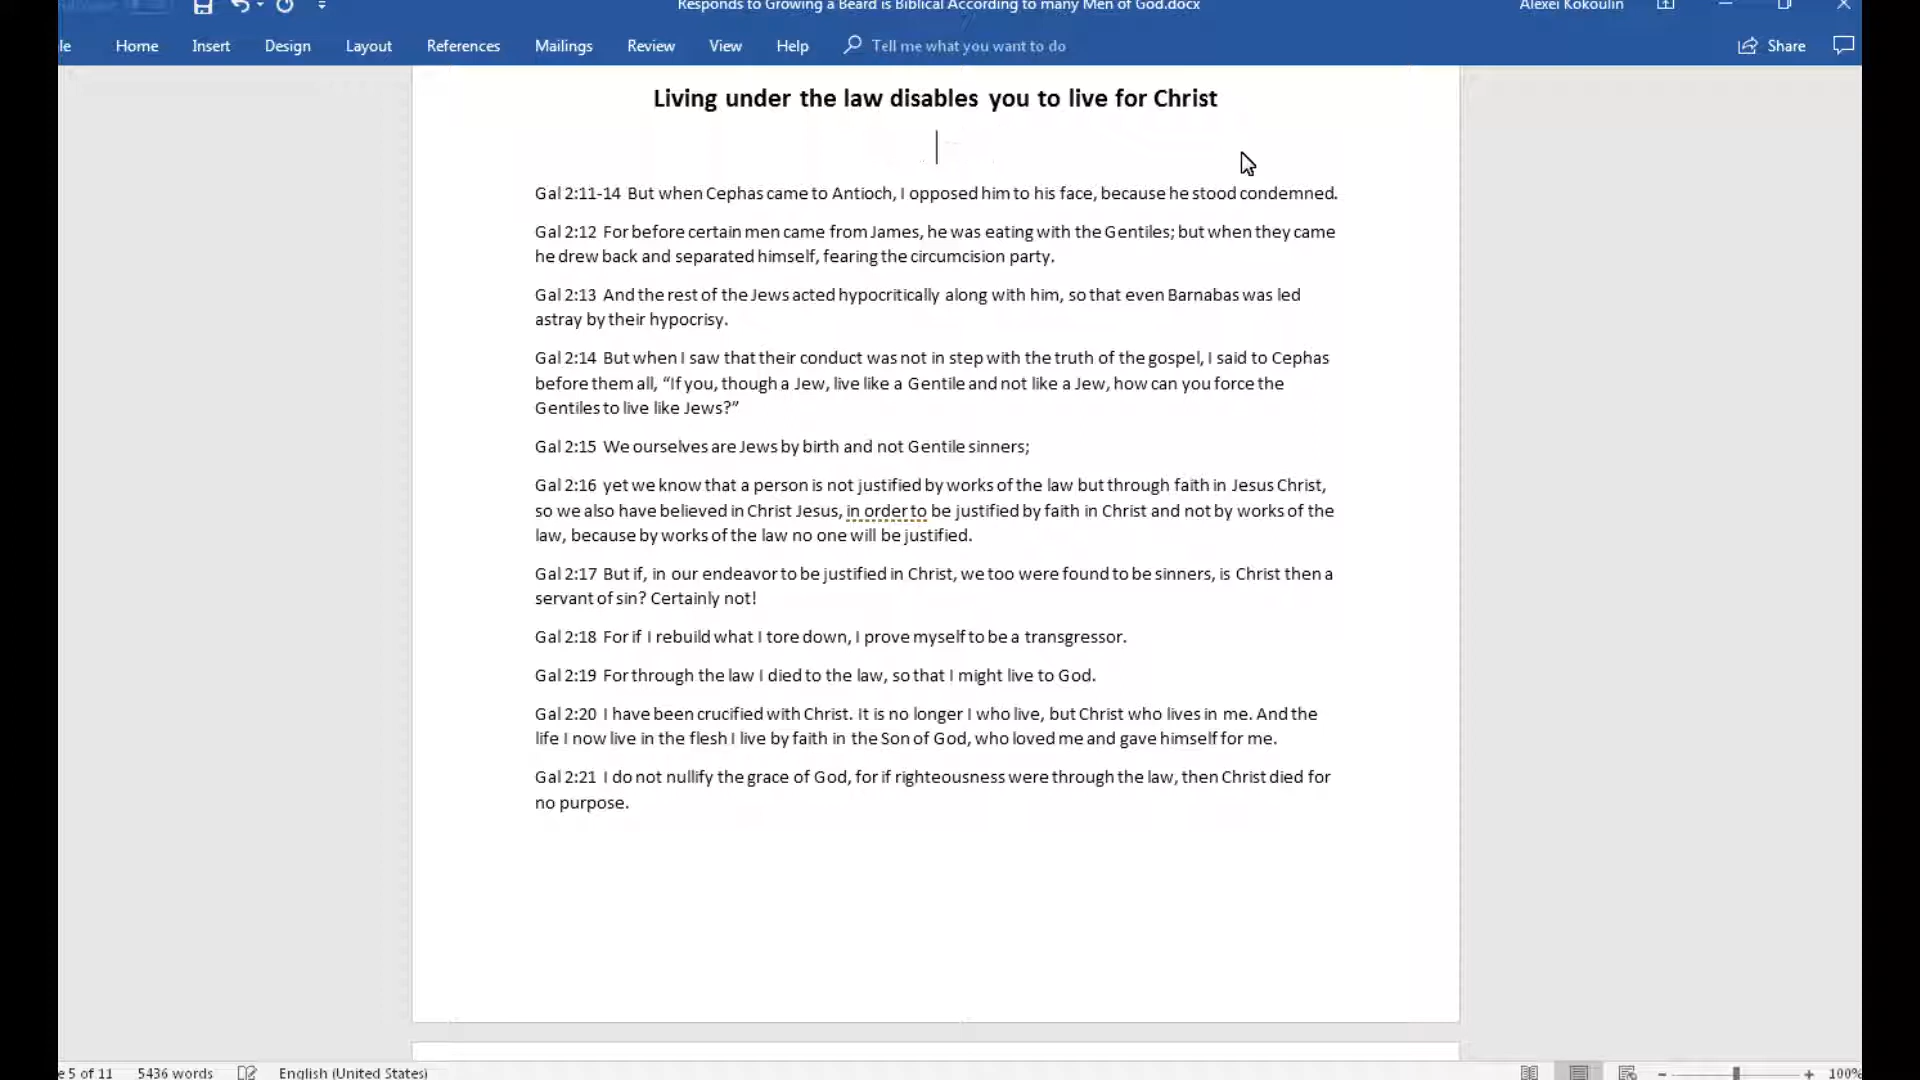 Responds to Growing a Beard is Biblical According to many Men of God.docx
Alexei Kokoulin
le Home Insert Design Layout References Mailings Review View Help Tell me what you want to do Share
Living under the law disables you to live for Christ
Gal 2:11-14 But when Cephas came to Antioch, I opposed him to his face, because he stood condemned.
Gal 2:12 For before certain men came from James, he was eating with the Gentiles; but when they came
he drew back and separated himself, fearing the circumcision party.
Gal 2:13 And the rest of the Jews acted hypocritically along with him, so that even Barnabas was led
astray by their hypocrisy.
Gal 2:14 But when I saw that their conduct was not in step with the truth of the gospel, I said to Cephas
before them all, “If you, though a Jew, live like a Gentile and not like a Jew, how can you force the
Gentiles to live like Jews?”
Gal 2:15 We ourselves are Jews by birth and not Gentile sinners;
Gal 2:16 yet we know that a person is not justified by works of the law but through faith in Jesus Christ,
so we also have believed in Christ Jesus, in order to be justified by faith in Christ and not by works of the
law, because by works of the law no one will be justified.
Gal 2:17 But if, in our endeavor to be justified in Christ, we too were found to be sinners, is Christ then a
servant of sin? Certainly not!
Gal 2:18 For if I rebuild what I tore down, I prove myself to be a transgressor.
Gal 2:19 For through the law I died to the law, so that I might live to God.
Gal 2:20 I have been crucified with Christ. It is no longer I who live, but Christ who lives in me. And the
life I now live in the flesh I live by faith in the Son of God, who loved me and gave himself for me.
Gal 2:21 I do not nullify the grace of God, for if righteousness were through the law, then Christ died for
no purpose.
e 5 of 11 5436 words English (United States) 100%